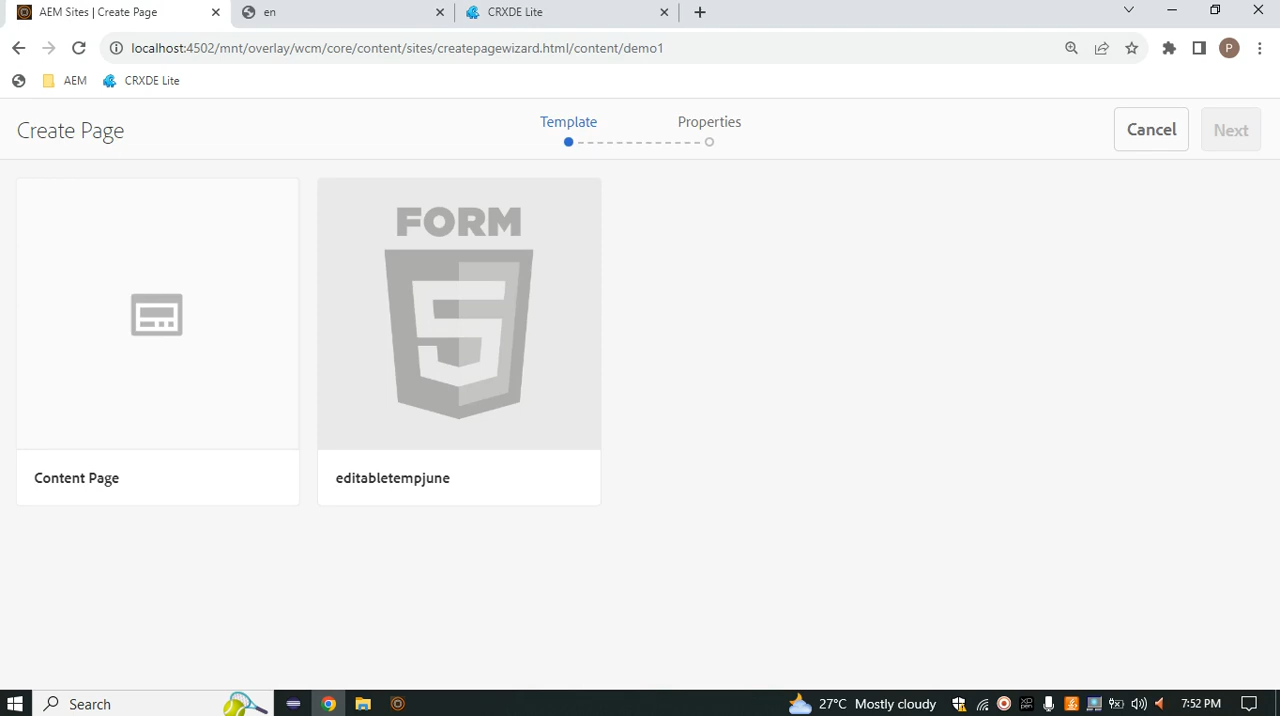 AEM Sites | Create Page
en
CRXDE Lite
localhost:4502/mnt/overlay/wcm/core/content/sites/createpagewizard.html/content/demo1
P
AEM
CRXDE Lite
Create Page
Template
Properties
Cancel
Next
FORM
5
Content Page
editabletempjune
Search
27°C Mostly cloudy
7:52 PM